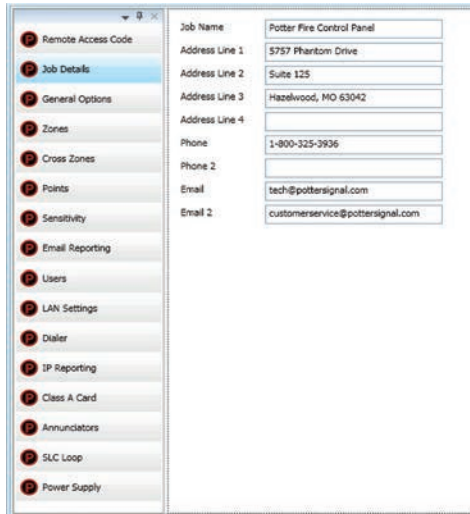 Remote Access Code
Job Details
General Options
Zones
Cross Zones
Points
Sensitivity
Email Reporting
Users
LAN Settings
Dialer
IP Reporting
Class A Card
Annunciators
SLC Loop
Power Supply
Job Name Potter Fire Control Panel
Address Line 1 5757 Phantom Drive
Address Line 2 Suite 125
Address Line 3 Hazelwood, MO 63042
Address Line 4
Phone 1-800-325-3936
Phone 2
Email tech@pottersignal.com
Email 2 customerservice@pottersignal.com